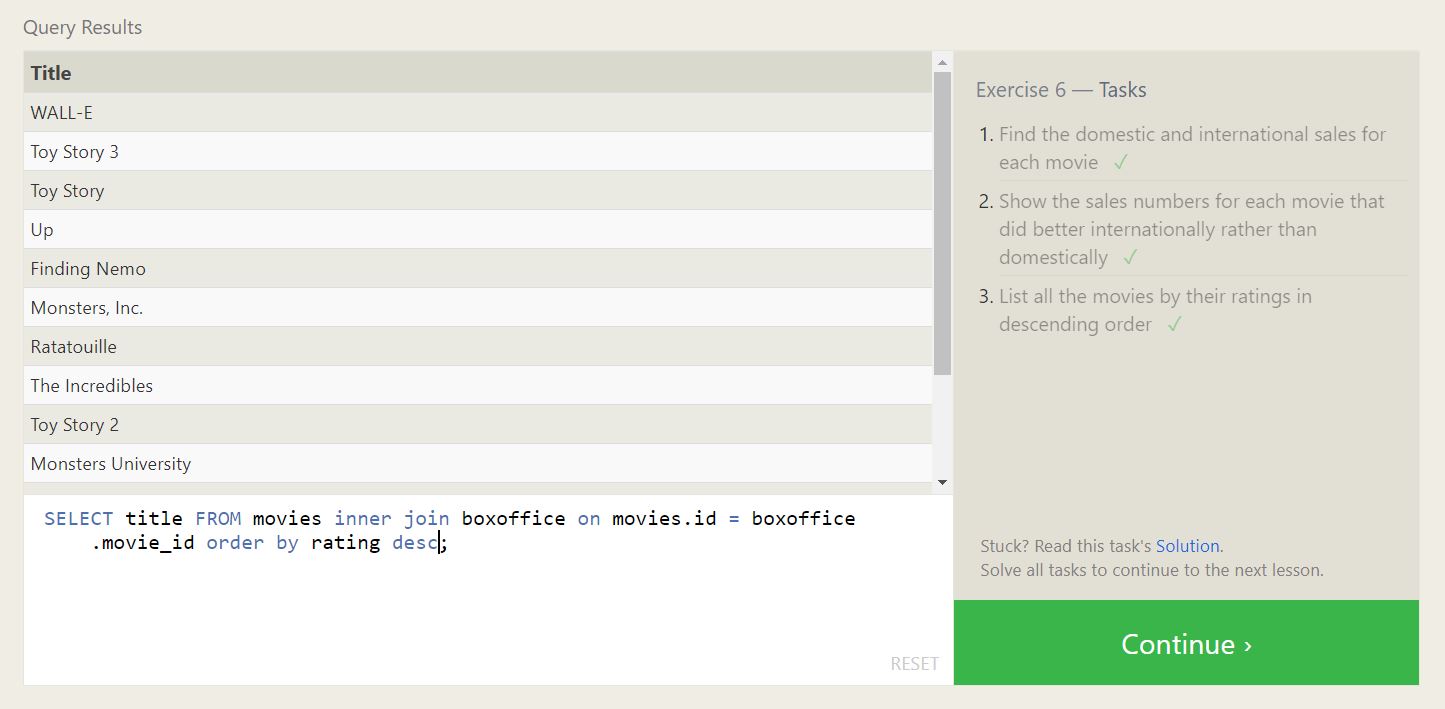 Query Results
Title
WALL-E
Toy Story 3
Toy Story
Up
Finding Nemo
Monsters, Inc.
Ratatouille
The Incredibles
Toy Story 2
Monsters University
SELECT title FROM movies inner join boxoffice on movies.id = boxoffice
.movie_id order by rating desc;
RESET
Exercise 6 — Tasks
1. Find the domestic and international sales for
each movie ✓
2. Show the sales numbers for each movie that
did better internationally rather than
domestically ✓
3. List all the movies by their ratings in
descending order ✓
Stuck? Read this task's Solution.
Solve all tasks to continue to the next lesson.
Continue ›